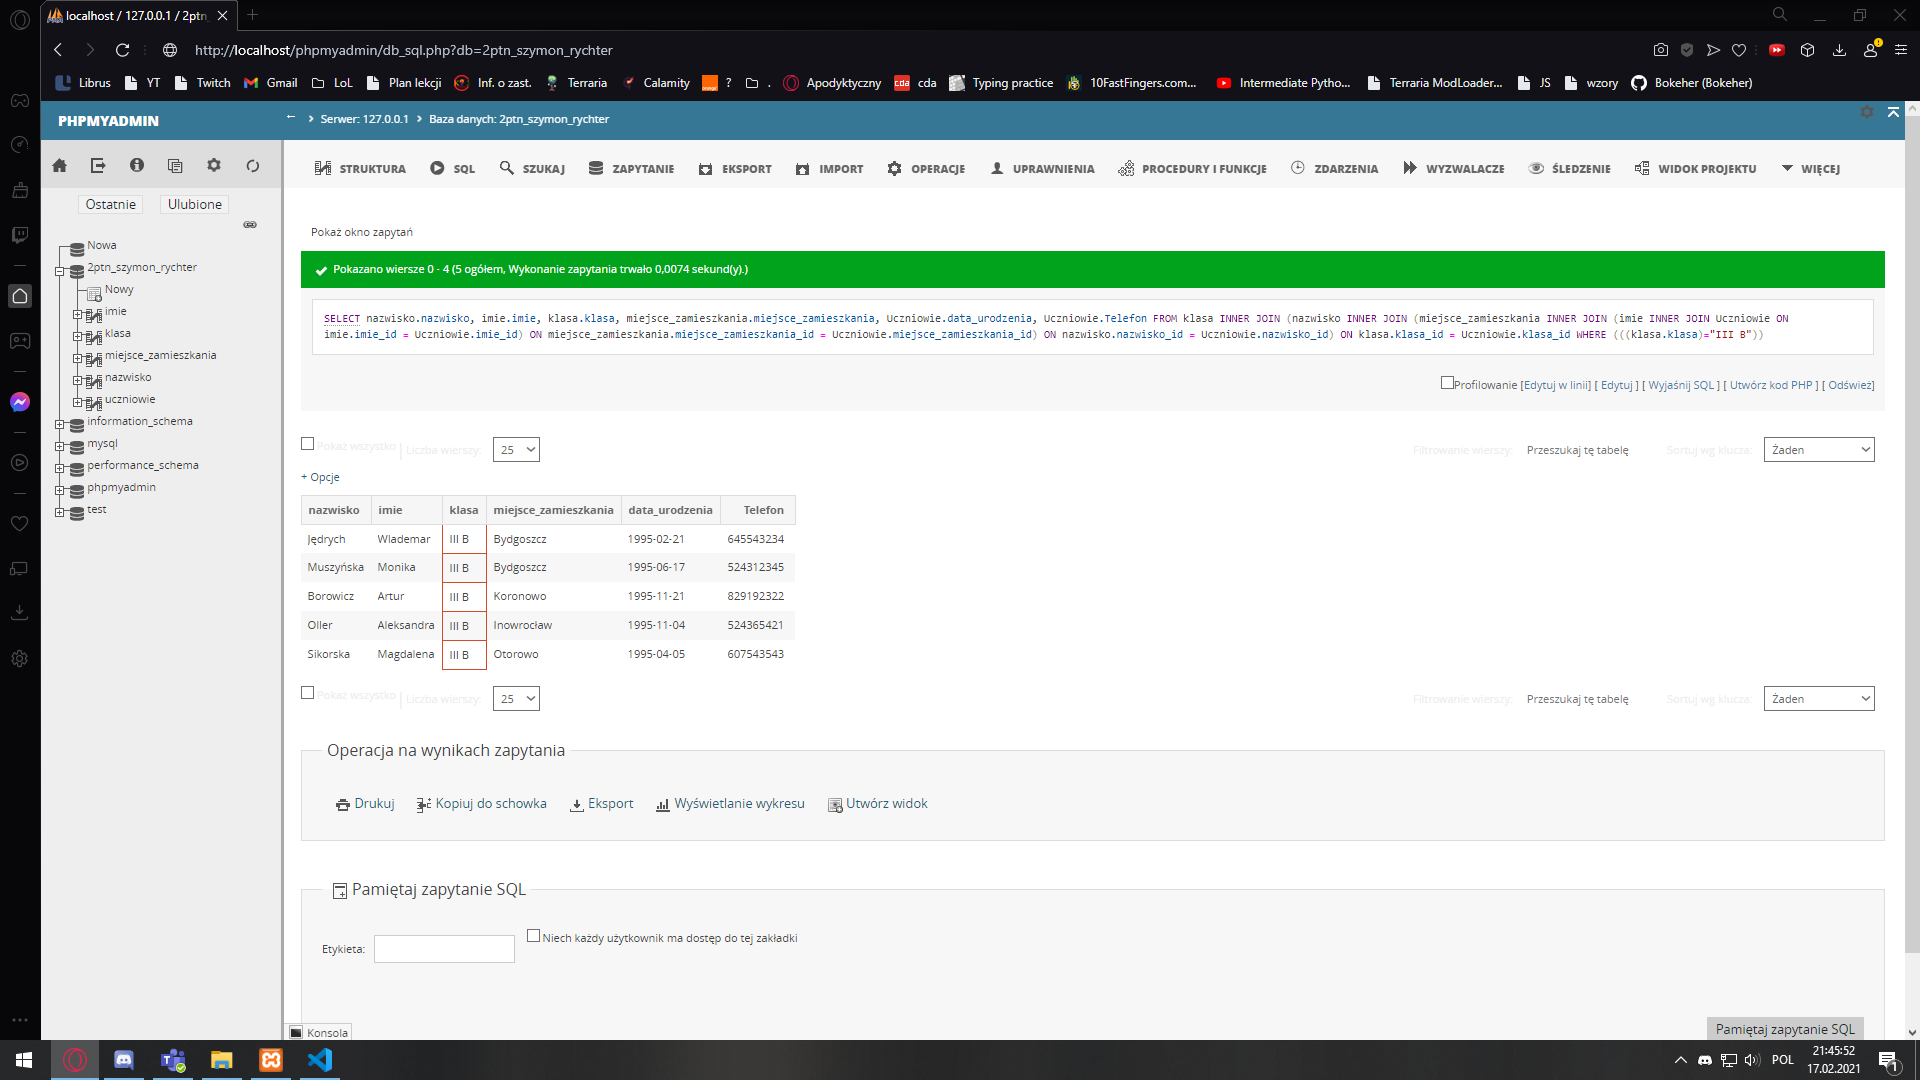 localhost / 127.0.0.1 / 2ptn
http://localhost/phpmyadmin/db_sql.php?db=2ptn_szymon_rychter
Librus YT Twitch Gmail LoL Plan lekcji Inf. o zast. Terraria Calamity ? . Apodyktyczny cda cda Typing practice 10FastFingers.com... Intermediate Pytho... Terraria ModLoader... JS wzory Bokeher (Bokeher)
PHPMYADMIN
← Serwer: 127.0.0.1 Baza danych: 2ptn_szymon_rychter
STRUKTURA SQL SZUKAJ ZAPYTANIE EKSPORT IMPORT OPERACJE UPRAWNIENIA PROCEDURY I FUNKCJE ZDARZENIA WYZWALACZE ŚLEDZENIE WIDOK PROJEKTU WIĘCEJ
Ostatnie Ulubione
Nowa
2ptn_szymon_rychter
Nowy
imie
klasa
miejsce_zamieszkania
nazwisko
uczniowie
information_schema
mysql
performance_schema
phpmyadmin
test
Pokaż okno zapytań
Pokazano wiersze 0 - 4 (5 ogółem, Wykonanie zapytania trwało 0,0074 sekund(y).)
SELECT nazwisko.nazwisko, imie.imie, klasa.klasa, miejsce_zamieszkania.miejsce_zamieszkania, Uczniowie.data_urodzenia, Uczniowie.Telefon FROM klasa INNER JOIN (nazwisko INNER JOIN (miejsce_zamieszkania INNER JOIN (imie INNER JOIN Uczniowie ON
imie.imie_id = Uczniowie.imie_id) ON miejsce_zamieszkania.miejsce_zamieszkania_id = Uczniowie.miejsce_zamieszkania_id) ON nazwisko.nazwisko_id = Uczniowie.nazwisko_id) ON klasa.klasa_id = Uczniowie.klasa_id WHERE (((klasa.klasa)="III B"))
Profilowanie [Edytuj w linii] [ Edytuj ] [ Wyjaśnij SQL ] [ Utwórz kod PHP ] [ Odśwież]
Pokaż wszystko | Liczba wierszy: 25 Filtrowanie wierszy: Przeszukaj tę tabelę Sortuj wg klucza: Żaden
+ Opcje
nazwisko imie klasa miejsce_zamieszkania data_urodzenia Telefon
Jędrych Wlademar III B Bydgoszcz 1995-02-21 645543234
Muszyńska Monika III B Bydgoszcz 1995-06-17 524312345
Borowicz Artur III B Koronowo 1995-11-21 829192322
Oller Aleksandra III B Inowrocław 1995-11-04 524365421
Sikorska Magdalena III B Otorowo 1995-04-05 607543543
Pokaż wszystko | Liczba wierszy: 25 Filtrowanie wierszy: Przeszukaj tę tabelę Sortuj wg klucza: Żaden
Operacja na wynikach zapytania
Drukuj Kopiuj do schowka Eksport Wyświetlanie wykresu Utwórz widok
Pamiętaj zapytanie SQL
Etykieta: Niech każdy użytkownik ma dostęp do tej zakładki
Pamiętaj zapytanie SQL
Konsola
POL
21:45:52
17.02.2021
1